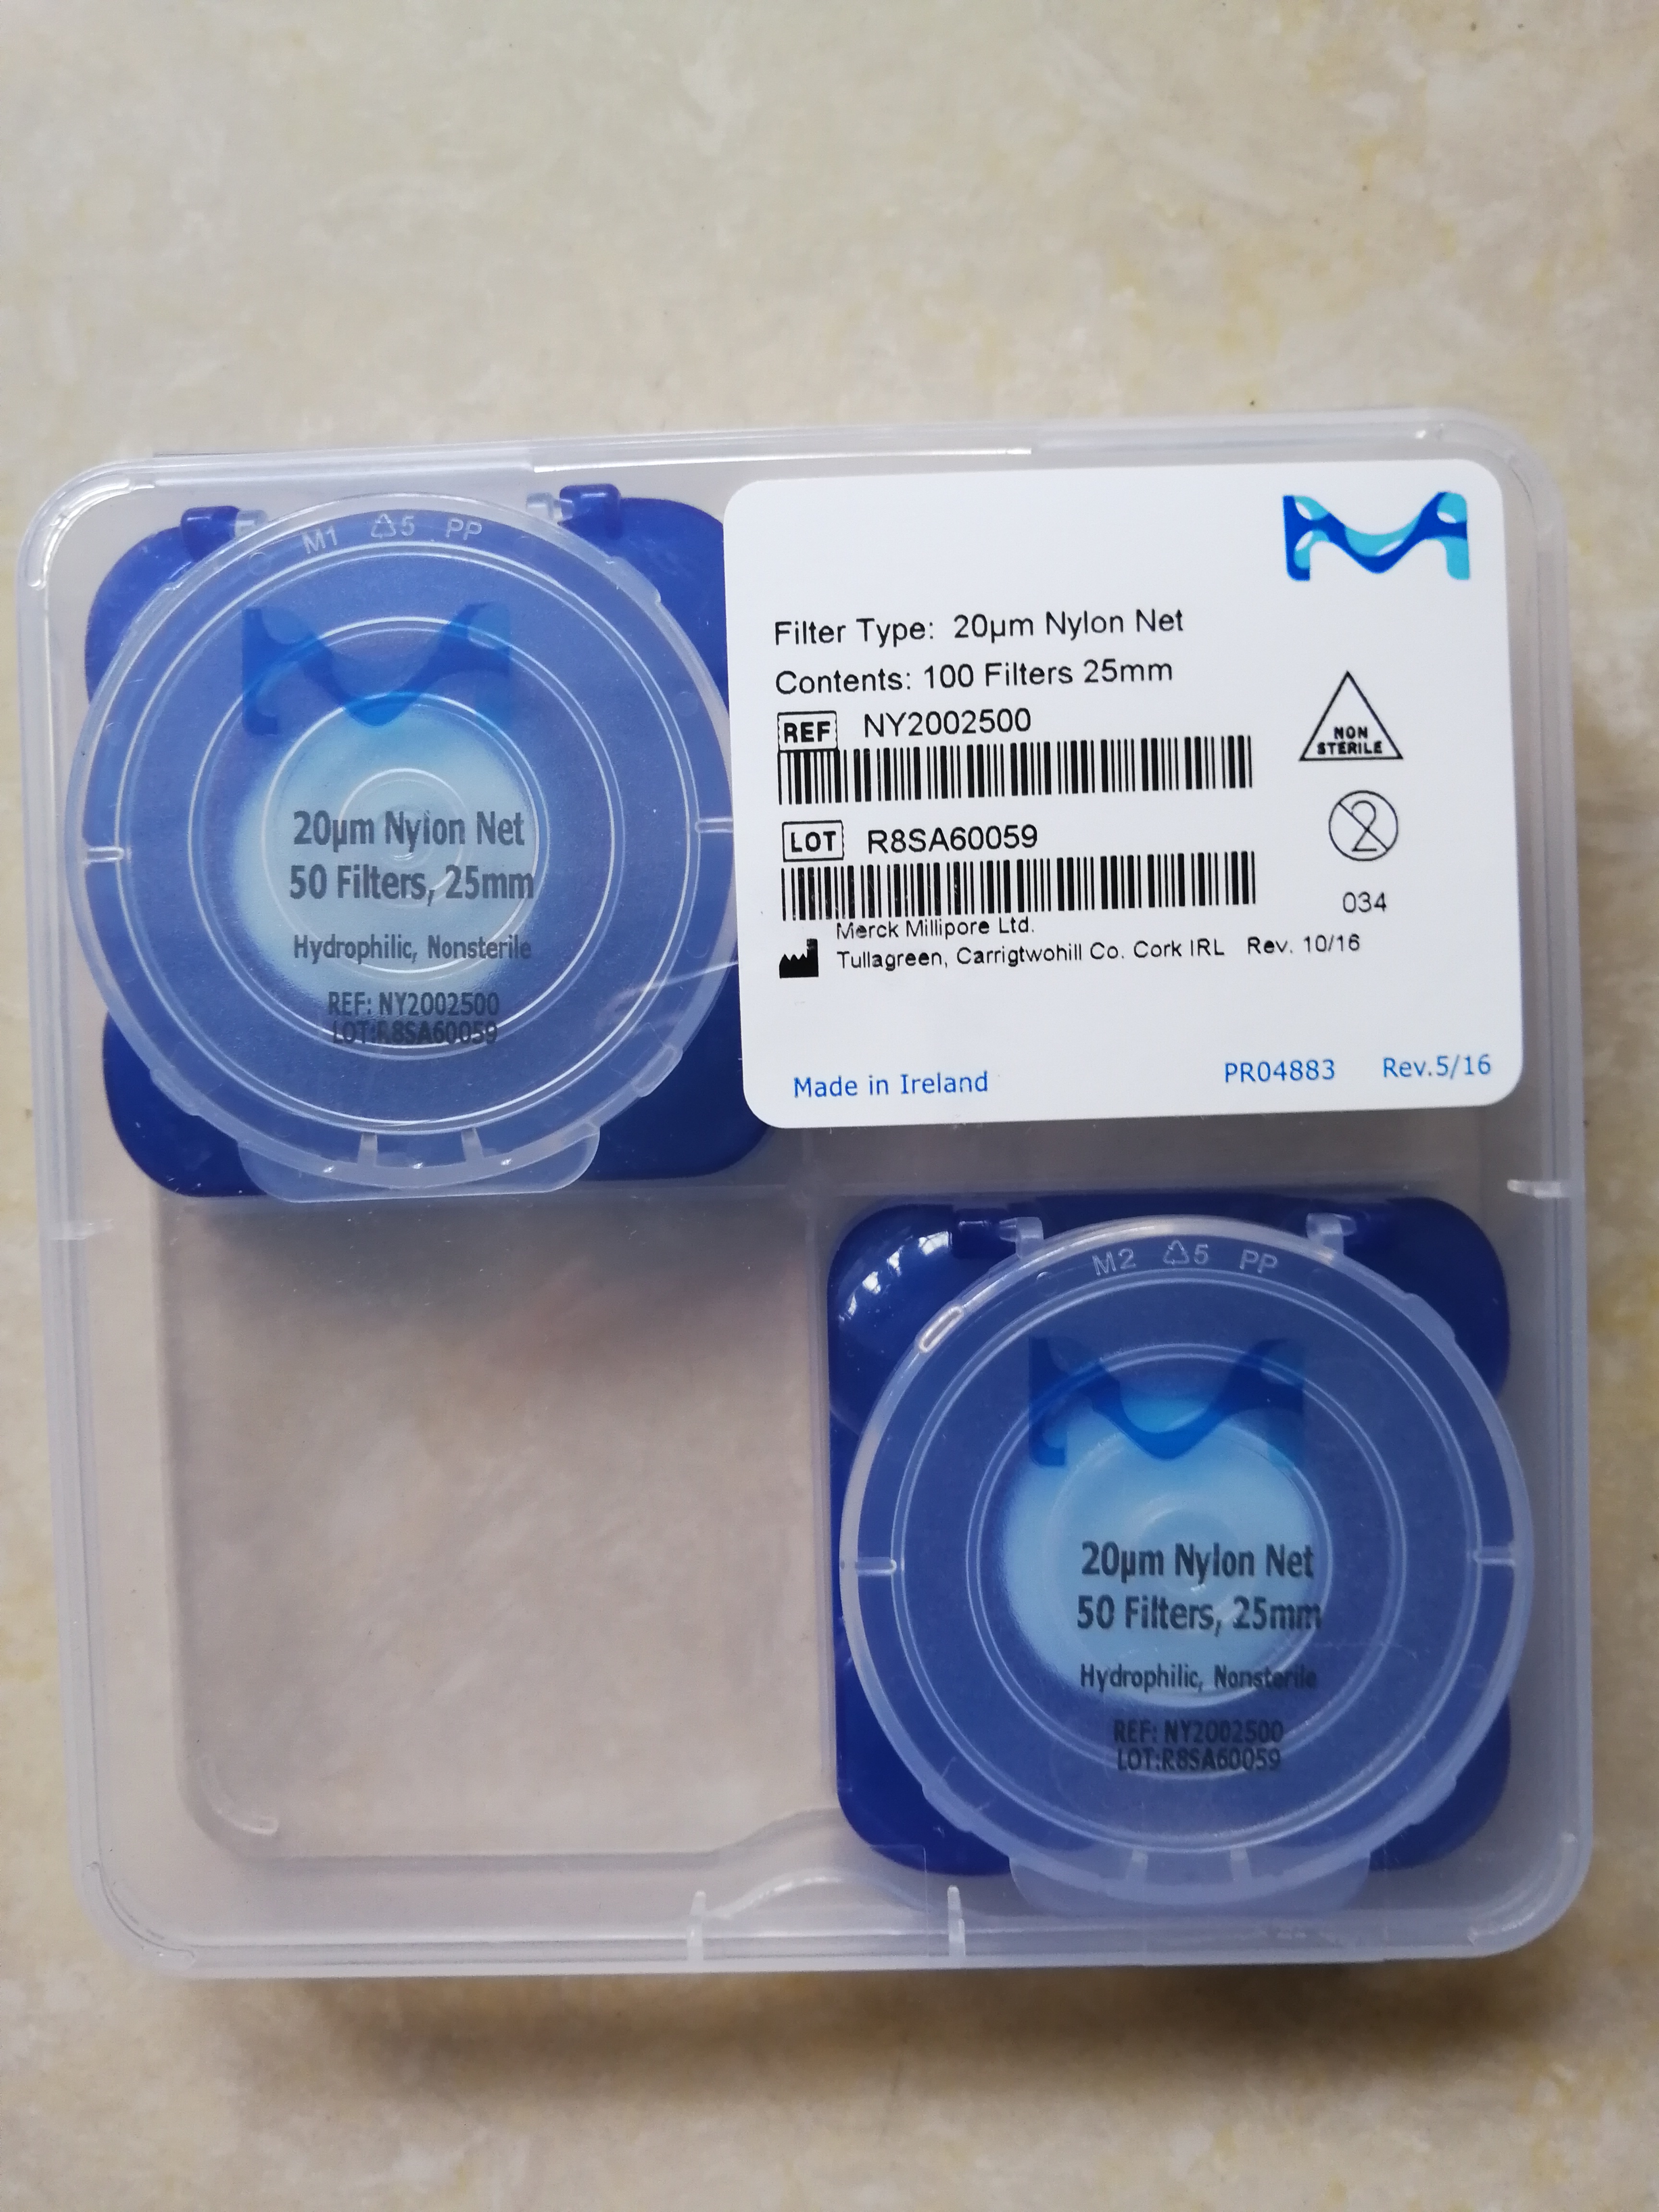 M1 5 PP
20µm Nylon Net
50 Filters, 25mm
Hydrophilic, Nonsterile
REF: NY2002500
LOT:R8SA60059
Filter Type: 20µm Nylon Net
Contents: 100 Filters 25mm
REF NY2002500
LOT R8SA60059
Merck Millipore Ltd.
Tullagreen, Carrigtwohill Co. Cork IRL Rev. 10/16
NON
STERILE
2
034
Made in Ireland PR04883 Rev.5/16
M2 5 PP
20µm Nylon Net
50 Filters, 25mm
Hydrophilic, Nonsterile
REF: NY2002500
LOT:R8SA60059